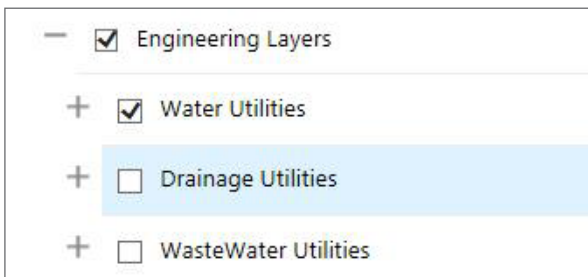 Engineering Layers
Water Utilities
Drainage Utilities
WasteWater Utilities